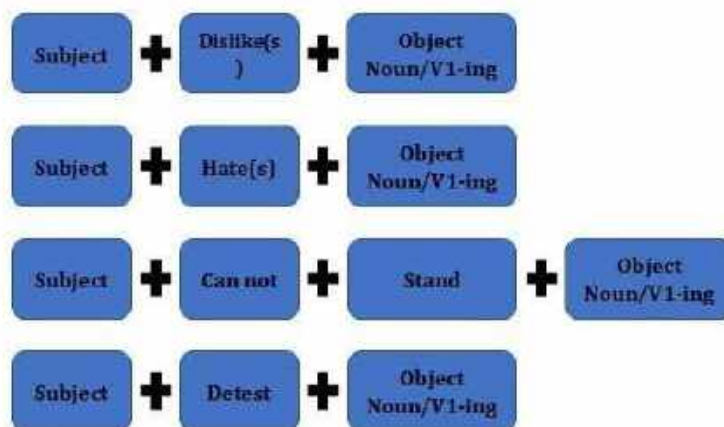 Subject + Dislike(s + Object
) Noun/V1-ing
Subject + Hate(s) + Object
Noun/V1-ing
Subject + Can not + Stand + Object
Noun/V1-ing
Subject + Detest + Object
Noun/V1-ing